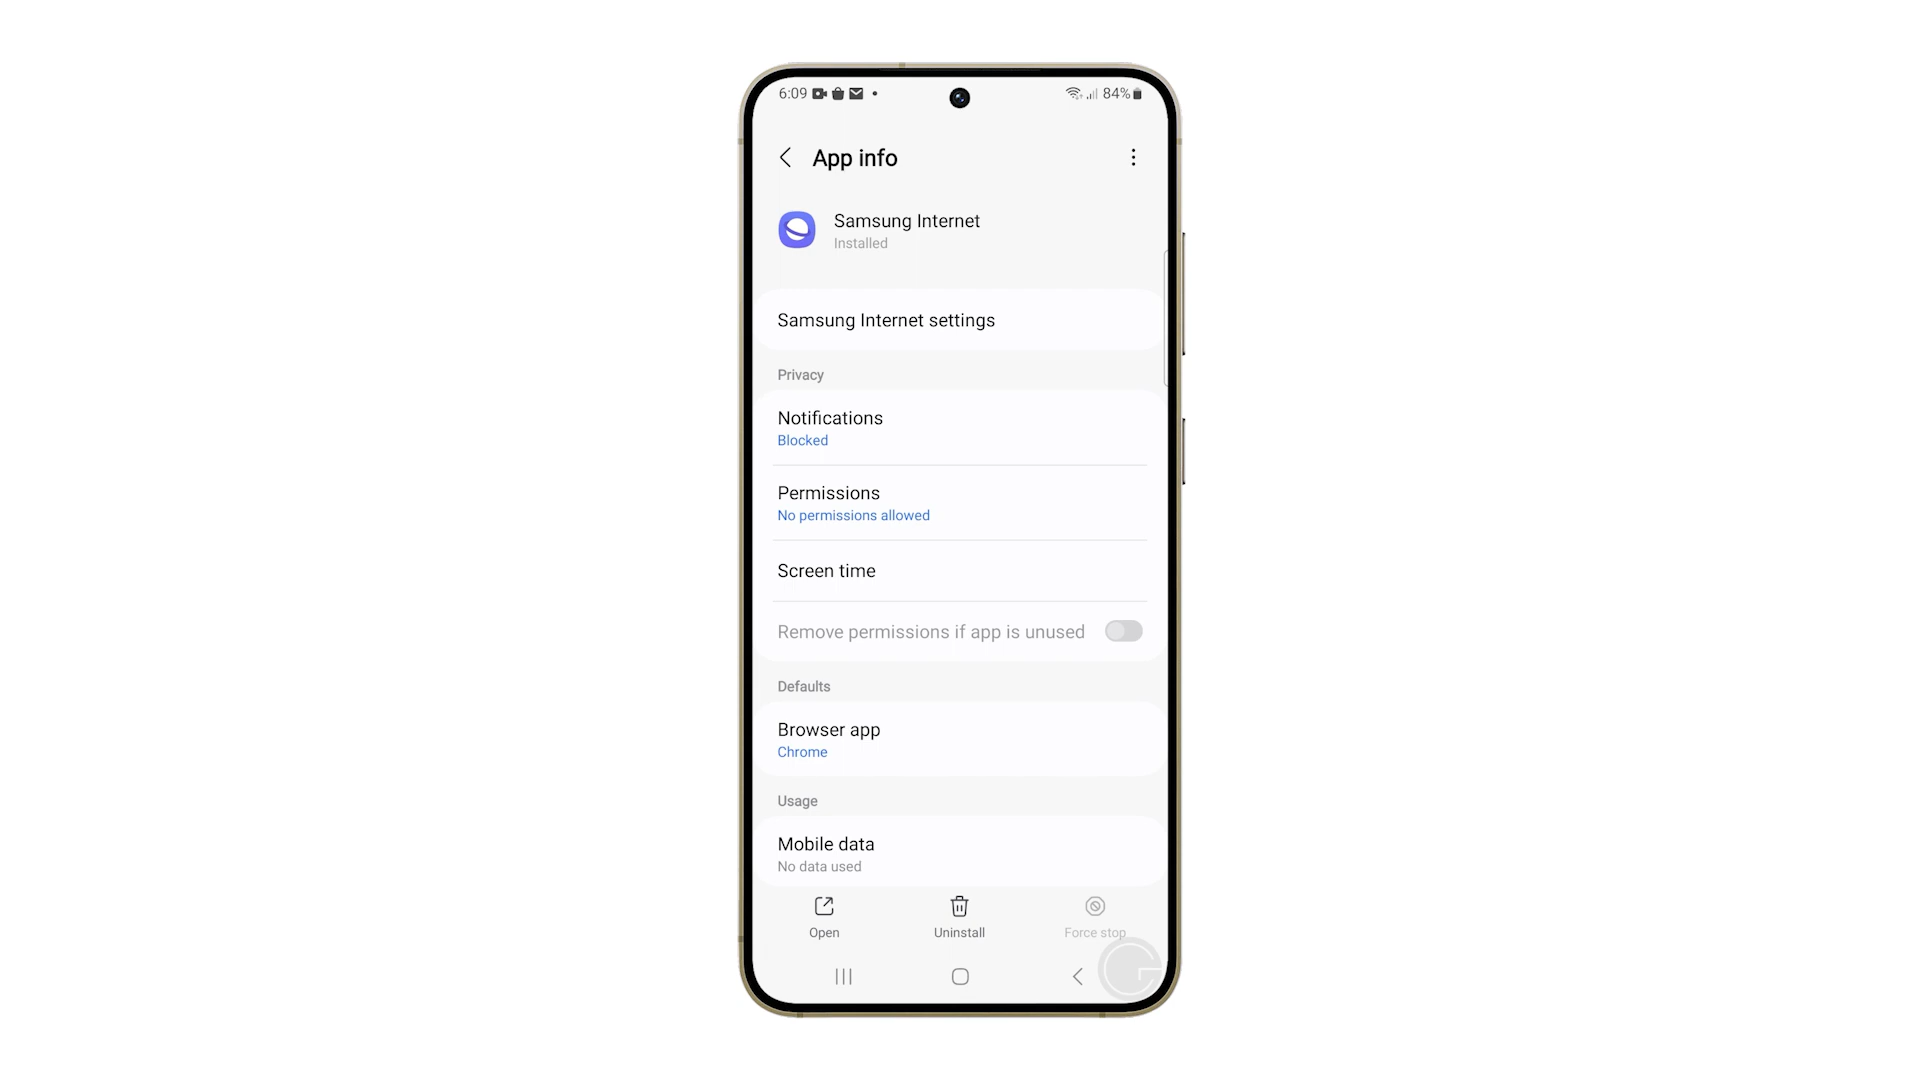 6:09 84%
App info
Samsung Internet
Installed
Samsung Internet settings
Privacy
Notifications
Blocked
Permissions
No permissions allowed
Screen time
Remove permissions if app is unused
Defaults
Browser app
Chrome
Usage
Mobile data
No data used
Open Uninstall Force stop